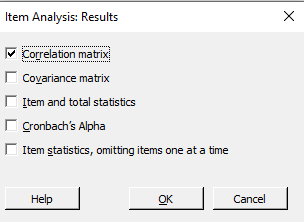 Item Analysis: Results
Correlation matrix
Covariance matrix
Item and total statistics
Cronbach's Alpha
Item statistics, omitting items one at a time
Help OK Cancel